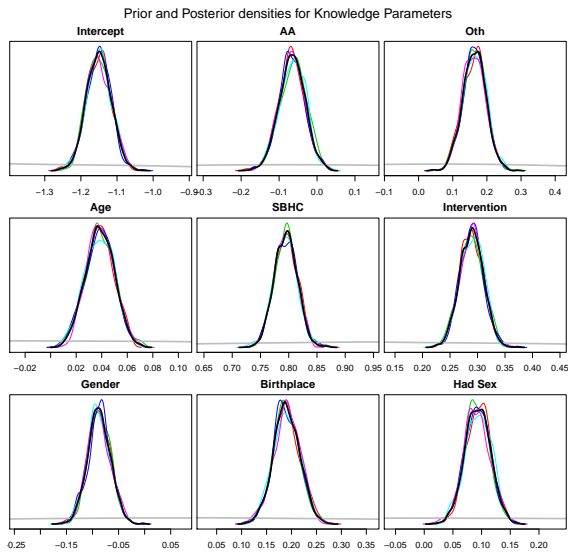 Prior and Posterior densities for Knowledge Parameters
Intercept AA Oth
−1.3 −1.2 −1.1 −1.0 −0.9 −0.3 −0.2 −0.1 0.0 0.1 −0.1 0.0 0.1 0.2 0.3 0.4
Age SBHC Intervention
−0.02 0.00 0.02 0.04 0.06 0.08 0.10 0.65 0.70 0.75 0.80 0.85 0.90 0.95 0.15 0.20 0.25 0.30 0.35 0.40 0.45
Gender Birthplace Had Sex
−0.25 −0.15 −0.05 0.05 0.05 0.10 0.15 0.20 0.25 0.30 0.35 −0.05 0.00 0.05 0.10 0.15 0.20